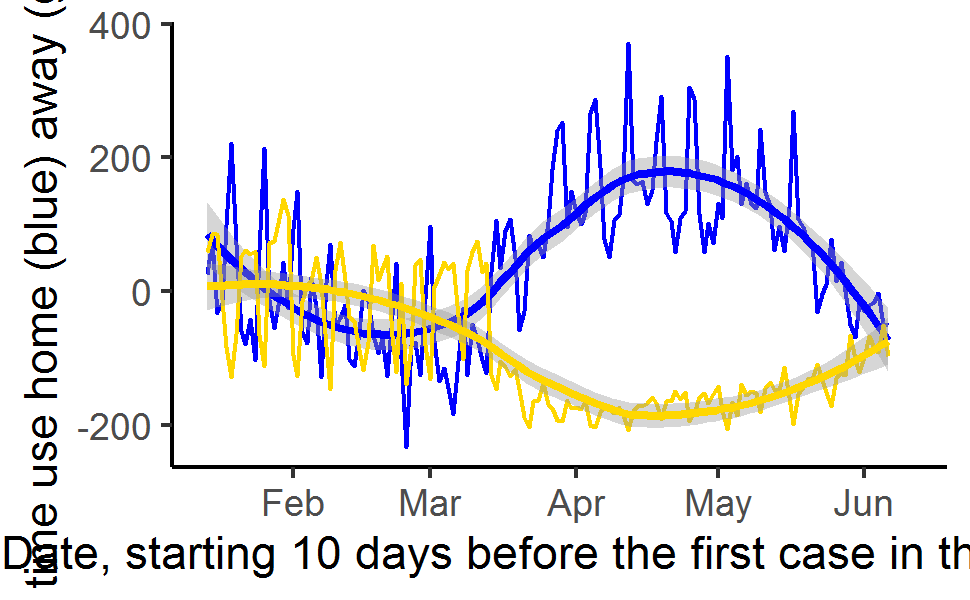 time use home (blue) away (
400
200
0
-200
Feb Mar Apr May Jun
Date, starting 10 days before the first case in th